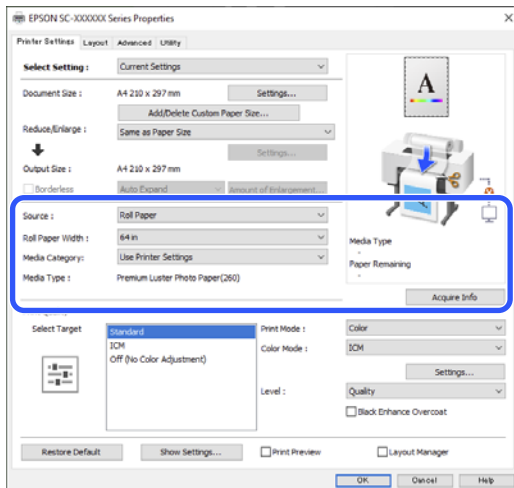 EPSON SC-XXXXXX Series Properties
Printer Settings Layout Advanced Utility
Select Setting : Current Settings
Document Size : A4 210 x 297 mm Settings...
Add/Delete Custom Paper Size...
Reduce/Enlarge : Same as Paper Size
Settings...
Output Size : A4 210 x 297 mm
Borderless Auto Expand Amount of Enlargement...
A
Source : Roll Paper
Roll Paper Width : 64 in
Media Category: Use Printer Settings
Media Type : Premium Luster Photo Paper(260)
Media Type
-
Paper Remaining
-
Acquire Info
Select Target
Standard
ICM
Off (No Color Adjustment)
Print Mode : Color
Color Mode : ICM
Settings...
Level : Quality
Black Enhance Overcoat
Restore Default Show Settings... Print Preview Layout Manager
OK Cancel Help